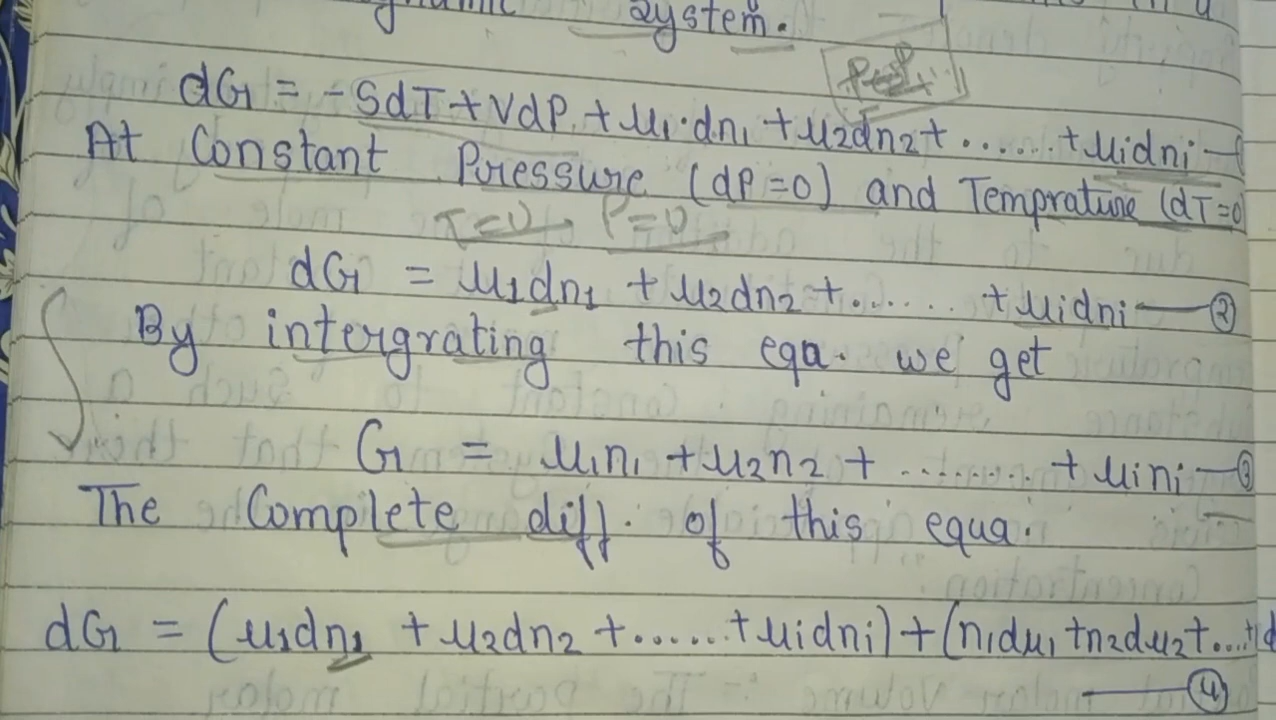 system.
dG = -SdT + VdP + μ₁·dn₁ + μ₂dn₂ + ...... + μidni —
At Constant Pressure (dP=0) and Temprature (dT=0
T=0, P=0
dG = μ₁dn₁ + μ₂dn₂ + ...... + μidni — ②
By intergrating this eqa. we get
G = μ₁n₁ + μ₂n₂ + ......... + μini — ③
The Complete diff. of this equa.
dG = (μ₁dn₁ + μ₂dn₂ + ...... + μidni) + (n₁dμ₁ + n₂dμ₂ + ....+
— ④